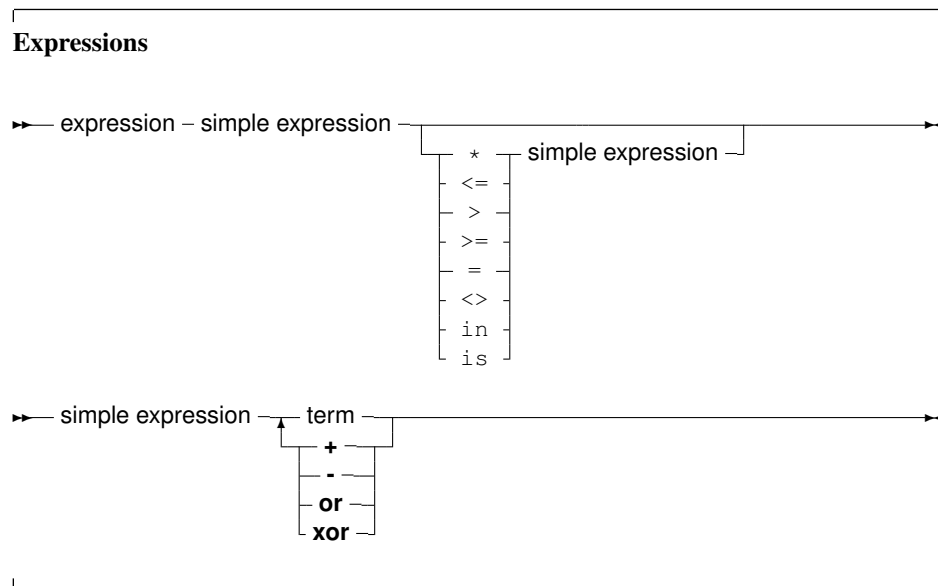 Expressions
expression simple expression
* simple expression
<=
>
>=
=
<>
in
is
simple expression term
+
-
or
xor